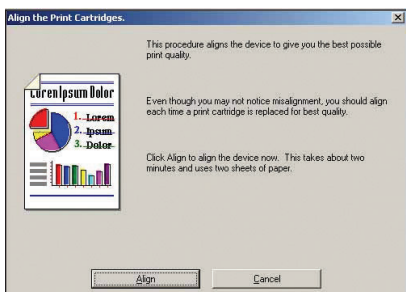 Align the Print Cartridges.
This procedure aligns the device to give you the best possible
print quality.
Lorem Ipsum Dolor
1. Lorem
2. Ipsum
3. Dolor
Even though you may not notice misalignment, you should align
each time a print cartridge is replaced for best quality.
Click Align to align the device now. This takes about two
minutes and uses two sheets of paper.
Align
Cancel